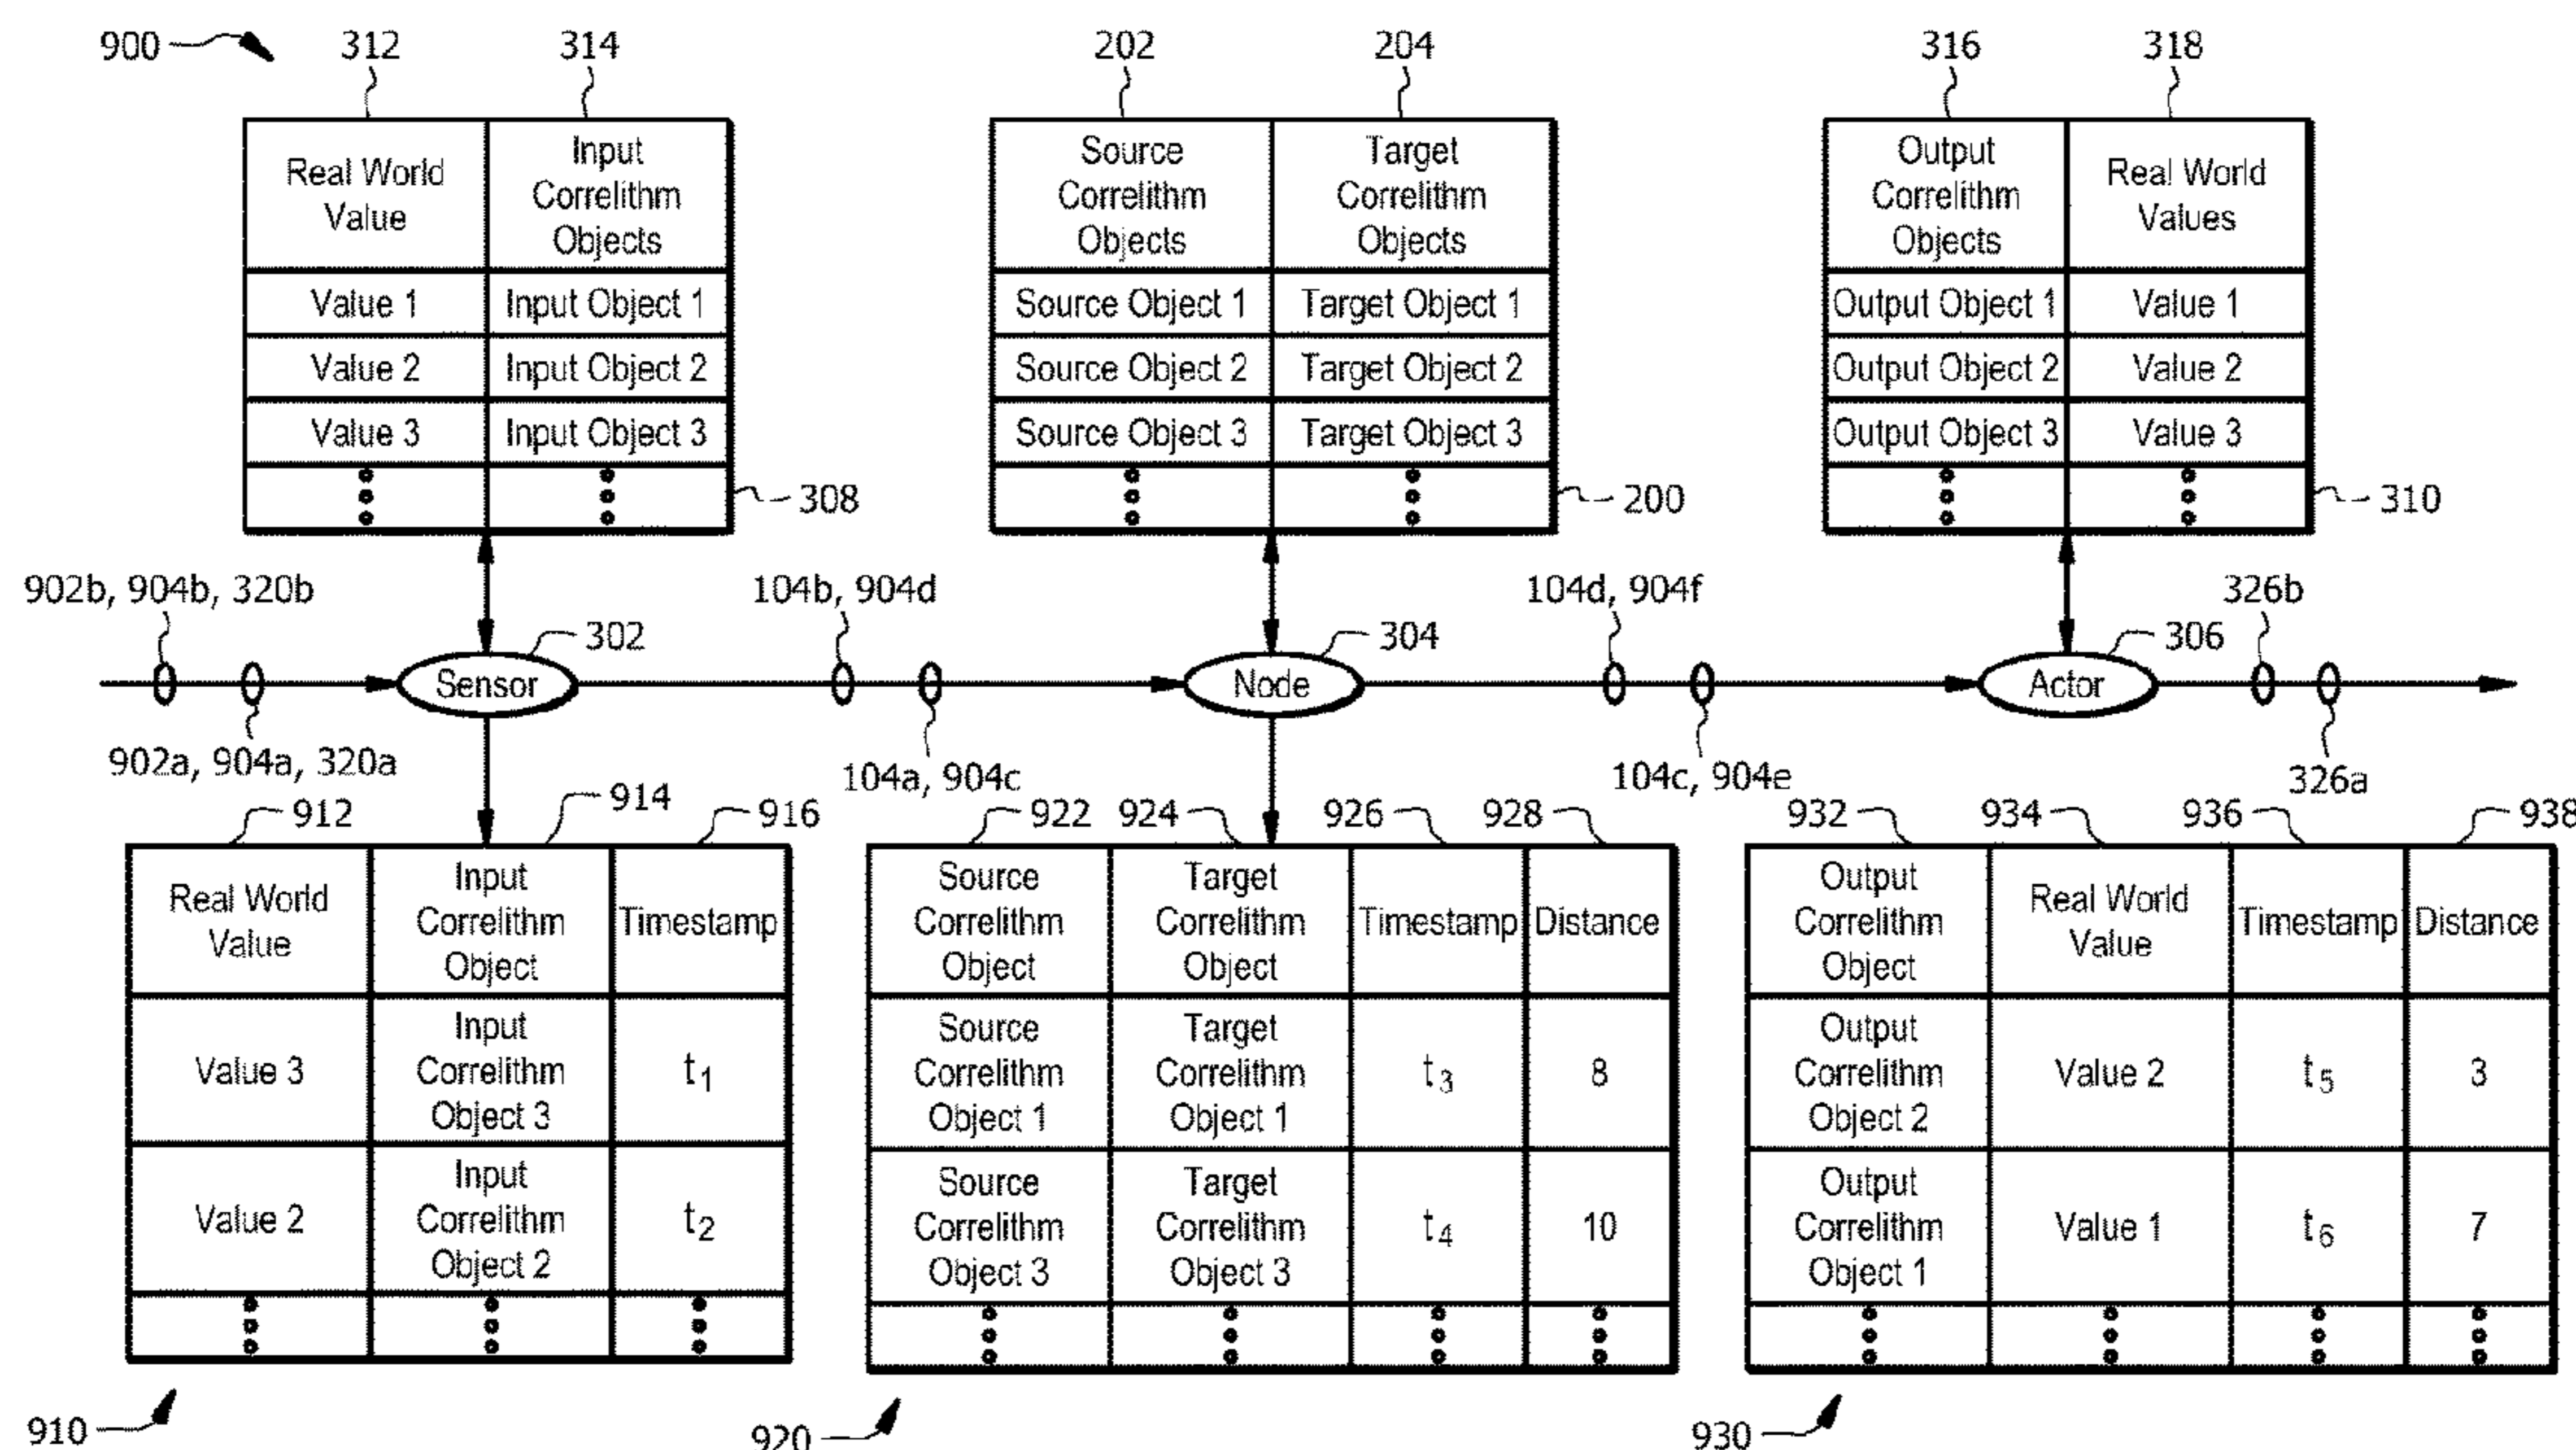 900
312
314
202
204
316
318
Real World Value
Input Correlithm Objects
Value 1
Input Object 1
Value 2
Input Object 2
Value 3
Input Object 3
308
Source Correlithm Objects
Target Correlithm Objects
Source Object 1
Target Object 1
Source Object 2
Target Object 2
Source Object 3
Target Object 3
200
Output Correlithm Objects
Real World Values
Output Object 1
Value 1
Output Object 2
Value 2
Output Object 3
Value 3
310
902b, 904b, 320b
302
104b, 904d
304
104d, 904f
306
326b
Sensor
Node
Actor
902a, 904a, 320a
104a, 904c
104c, 904e
326a
912
914
916
922
924
926
928
932
934
936
938
Real World Value
Input Correlithm Object
Timestamp
Value 3
Input Correlithm Object 3
t1
Value 2
Input Correlithm Object 2
t2
910
Source Correlithm Object
Target Correlithm Object
Timestamp
Distance
Source Correlithm Object 1
Target Correlithm Object 1
t3
8
Source Correlithm Object 3
Target Correlithm Object 3
t4
10
920
Output Correlithm Object
Real World Value
Timestamp
Distance
Output Correlithm Object 2
Value 2
t5
3
Output Correlithm Object 1
Value 1
t6
7
930